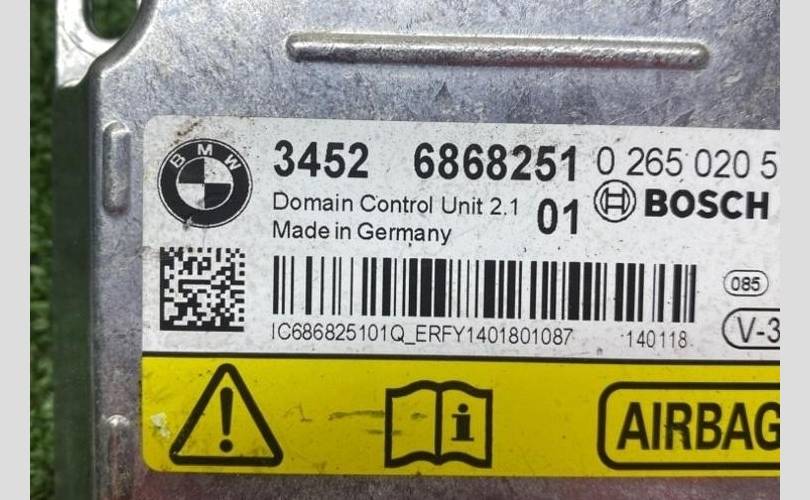 BMW
3452 6868251 0 265 020 5
Domain Control Unit 2.1 01 BOSCH
Made in Germany
085
IC686825101Q_ERFY1401801087 140118
V-3
AIRBAG